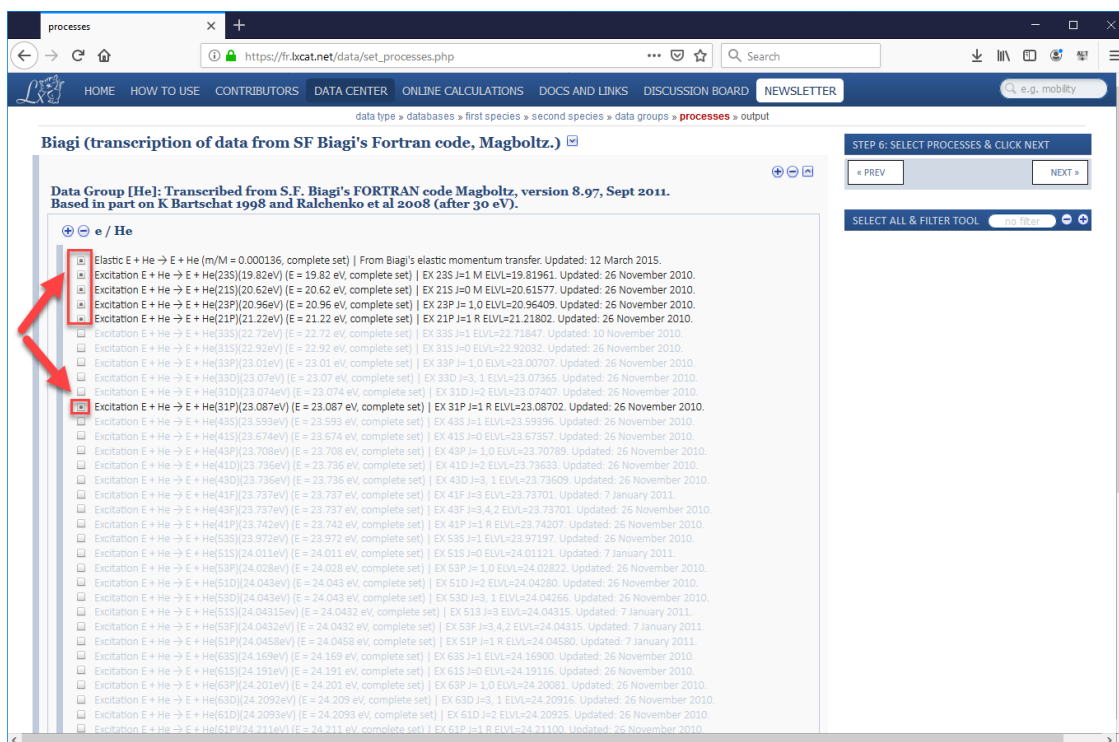 processes
https://fr.lxcat.net/data/set_processes.php
Search
HOME HOW TO USE CONTRIBUTORS DATA CENTER ONLINE CALCULATIONS DOCS AND LINKS DISCUSSION BOARD NEWSLETTER
e.g. mobility
data type » databases » first species » second species » data groups » processes » output
Biagi (transcription of data from SF Biagi's Fortran code, Magboltz.)
STEP 6: SELECT PROCESSES & CLICK NEXT
« PREV NEXT »
SELECT ALL & FILTER TOOL no filter
Data Group [He]: Transcribed from S.F. Biagi's FORTRAN code Magboltz, version 8.97, Sept 2011.
Based in part on K Bartschat 1998 and Ralchenko et al 2008 (after 30 eV).
e / He
Elastic E + He → E + He (m/M = 0.000136, complete set) | From Biagi's elastic momentum transfer. Updated: 12 March 2015.
Excitation E + He → E + He(23S)(19.82eV) (E = 19.82 eV, complete set) | EX 23S J=1 M ELVL=19.81961. Updated: 26 November 2010.
Excitation E + He → E + He(21S)(20.62eV) (E = 20.62 eV, complete set) | EX 21S J=0 M ELVL=20.61577. Updated: 26 November 2010.
Excitation E + He → E + He(23P)(20.96eV) (E = 20.96 eV, complete set) | EX 23P J= 1,0 ELVL=20.96409. Updated: 26 November 2010.
Excitation E + He → E + He(21P)(21.22eV) (E = 21.22 eV, complete set) | EX 21P J=1 R ELVL=21.21802. Updated: 26 November 2010.
Excitation E + He → E + He(33S)(22.72eV) (E = 22.72 eV, complete set) | EX 33S J=1 ELVL=22.71847. Updated: 10 November 2010.
Excitation E + He → E + He(31S)(22.92eV) (E = 22.92 eV, complete set) | EX 31S J=0 ELVL=22.92032. Updated: 26 November 2010.
Excitation E + He → E + He(33P)(23.01eV) (E = 23.01 eV, complete set) | EX 33P J= 1,0 ELVL=23.00707. Updated: 26 November 2010.
Excitation E + He → E + He(33D)(23.07eV) (E = 23.07 eV, complete set) | EX 33D J=3, 1 ELVL=23.07365. Updated: 26 November 2010.
Excitation E + He → E + He(31D)(23.074eV) (E = 23.074 eV, complete set) | EX 31D J=2 ELVL=23.07407. Updated: 26 November 2010.
Excitation E + He → E + He(31P)(23.087eV) (E = 23.087 eV, complete set) | EX 31P J=1 R ELVL=23.08702. Updated: 26 November 2010.
Excitation E + He → E + He(43S)(23.593eV) (E = 23.593 eV, complete set) | EX 43S J=1 ELVL=23.59396. Updated: 26 November 2010.
Excitation E + He → E + He(41S)(23.674eV) (E = 23.674 eV, complete set) | EX 41S J=0 ELVL=23.67357. Updated: 26 November 2010.
Excitation E + He → E + He(43P)(23.708eV) (E = 23.708 eV, complete set) | EX 43P J= 1,0 ELVL=23.70789. Updated: 26 November 2010.
Excitation E + He → E + He(41D)(23.736eV) (E = 23.736 eV, complete set) | EX 41D J=2 ELVL=23.73633. Updated: 26 November 2010.
Excitation E + He → E + He(43D)(23.736eV) (E = 23.736 eV, complete set) | EX 43D J=3, 1 ELVL=23.73609. Updated: 26 November 2010.
Excitation E + He → E + He(41F)(23.737eV) (E = 23.737 eV, complete set) | EX 41F J=3 ELVL=23.73701. Updated: 7 January 2011.
Excitation E + He → E + He(43F)(23.737eV) (E = 23.737 eV, complete set) | EX 43F J=3,4,2 ELVL=23.73701. Updated: 26 November 2010.
Excitation E + He → E + He(41P)(23.742eV) (E = 23.742 eV, complete set) | EX 41P J=1 R ELVL=23.74207. Updated: 26 November 2010.
Excitation E + He → E + He(53S)(23.972eV) (E = 23.972 eV, complete set) | EX 53S J=1 ELVL=23.97197. Updated: 26 November 2010.
Excitation E + He → E + He(51S)(24.011eV) (E = 24.011 eV, complete set) | EX 51S J=0 ELVL=24.01121. Updated: 7 January 2011.
Excitation E + He → E + He(53P)(24.028eV) (E = 24.028 eV, complete set) | EX 53P J= 1,0 ELVL=24.02822. Updated: 26 November 2010.
Excitation E + He → E + He(51D)(24.043eV) (E = 24.043 eV, complete set) | EX 51D J=2 ELVL=24.04280. Updated: 26 November 2010.
Excitation E + He → E + He(53D)(24.043eV) (E = 24.043 eV, complete set) | EX 53D J=3, 1 ELVL=24.04266. Updated: 26 November 2010.
Excitation E + He → E + He(51S)(24.04315ev) (E = 24.0432 eV, complete set) | EX 513 J=3 ELVL=24.04315. Updated: 7 January 2011.
Excitation E + He → E + He(53F)(24.0432eV) (E = 24.0432 eV, complete set) | EX 53F J=3,4,2 ELVL=24.04315. Updated: 7 January 2011.
Excitation E + He → E + He(51P)(24.0458eV) (E = 24.0458 eV, complete set) | EX 51P J=1 R ELVL=24.04580. Updated: 7 January 2011.
Excitation E + He → E + He(63S)(24.169eV) (E = 24.169 eV, complete set) | EX 63S J=1 ELVL=24.16900. Updated: 26 November 2010.
Excitation E + He → E + He(61S)(24.191eV) (E = 24.191 eV, complete set) | EX 61S J=0 ELVL=24.19116. Updated: 26 November 2010.
Excitation E + He → E + He(63P)(24.201eV) (E = 24.201 eV, complete set) | EX 63P J= 1,0 ELVL=24.20081. Updated: 26 November 2010.
Excitation E + He → E + He(63D)(24.2092eV) (E = 24.209 eV, complete set) | EX 63D J=3, 1 ELVL=24.20916. Updated: 26 November 2010.
Excitation E + He → E + He(61D)(24.2093eV) (E = 24.2093 eV, complete set) | EX 61D J=2 ELVL=24.20925. Updated: 26 November 2010.
Excitation E + He → E + He(61P)(24.211eV) (E = 24.211 eV, complete set) | EX 61P J=1 R ELVL=24.21100. Updated: 26 November 2010.